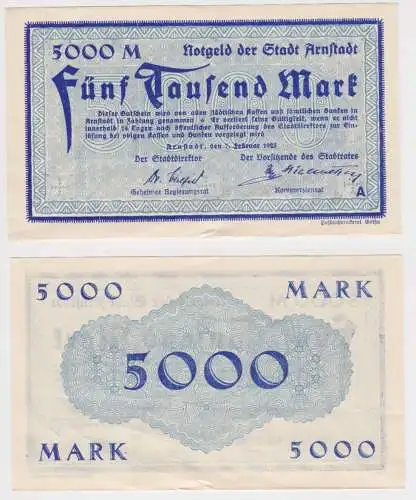 5000 M Notgeld der Stadt Arnstadt
Fünf Tausend Mark
Dieser Gutschein wird von allen städtischen Kassen und sämtlichen Banken in
Arnstadt in Zahlung genommen Er verliert seine Gültigkeit, wenn er nicht
innerhalb 14 Tagen nach öffentlicher Aufforderung des Stadtdirektors zur Ein-
lösung bei obigen Kassen und Banken vorgelegt wird
Arnstadt, den 7. Februar 1923
Der Stadtdirektor Der Vorsitzende des Stadtrates
Geheimer Regierungsrat Kommerzienrat
A
Gotha
5000 MARK
5000
MARK 5000